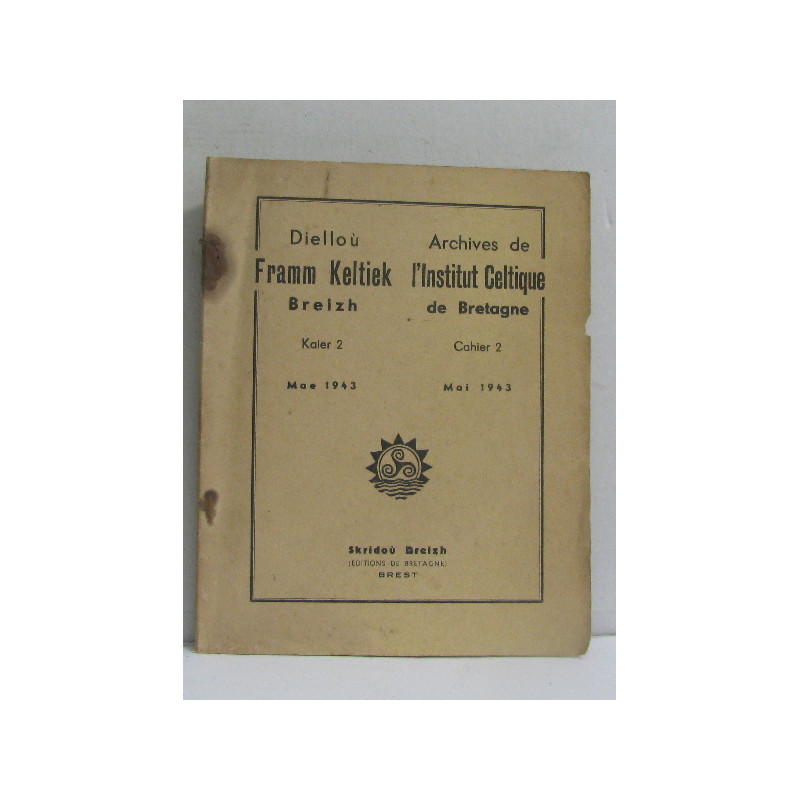 Dielloù
Framm Keltiek
Breizh
Kaier 2
Mae 1943
Archives de
l'Institut Celtique
de Bretagne
Cahier 2
Mai 1943
Skridoù Breizh
(EDITIONS DE BRETAGNE)
BREST